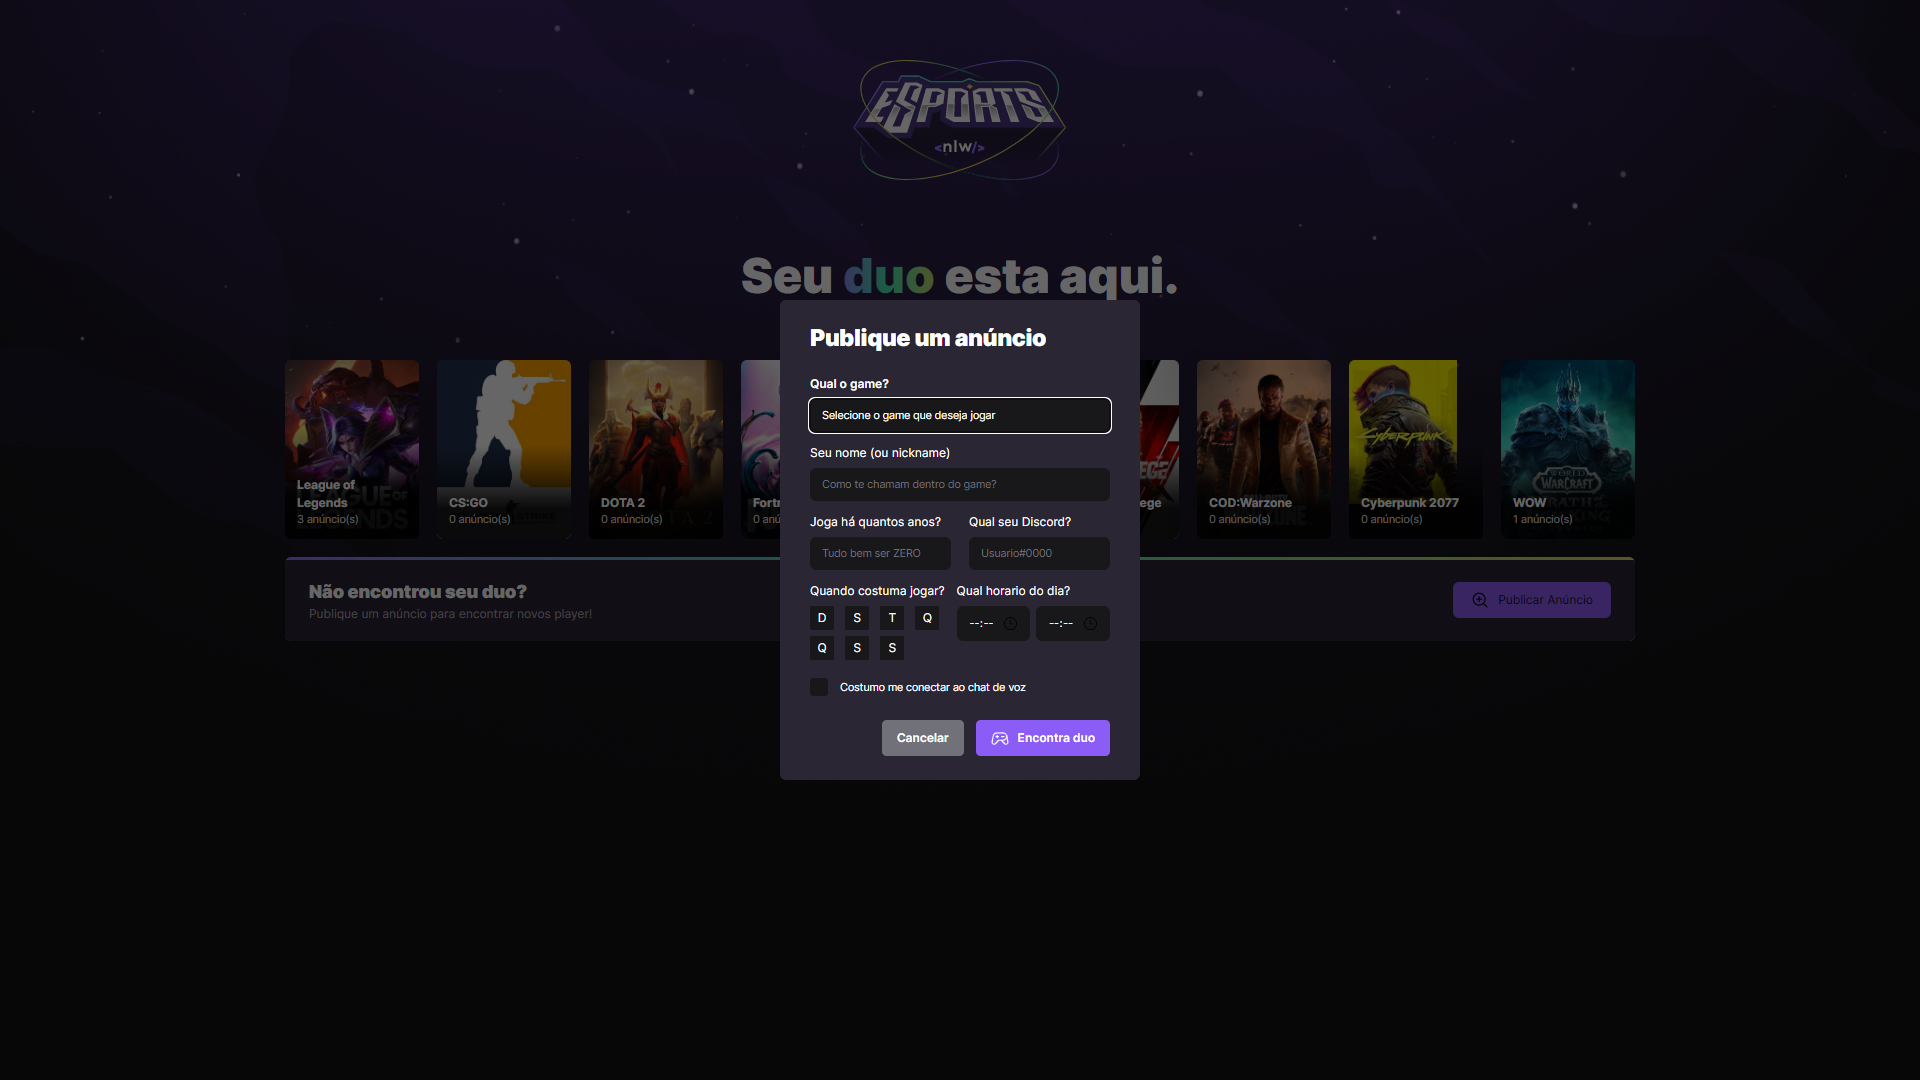 eSPORTS
<nlw/>
Seu duo esta aqui.
Publique um anúncio
Qual o game?
Selecione o game que deseja jogar
Seu nome (ou nickname)
Como te chamam dentro do game?
Joga há quantos anos? Qual seu Discord?
Tudo bem ser ZERO Usuario#0000
Quando costuma jogar? Qual horario do dia?
D S T Q --:-- --:--
Q S S
Costumo me conectar ao chat de voz
Cancelar Encontra duo
League of
Legends
3 anúncio(s)
CS:GO
0 anúncio(s)
DOTA 2
0 anúncio(s)
Fortn
0 anú
ege
COD:Warzone
0 anúncio(s)
Cyberpunk
Cyberpunk 2077
0 anúncio(s)
WORLD
WARCRAFT
WOW
1 anúncio(s)
Não encontrou seu duo?
Publique um anúncio para encontrar novos player!
Publicar Anúncio